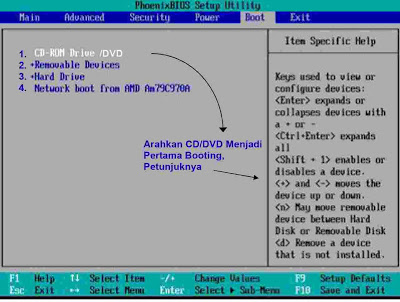 PhoenixBIOS Setup Utility
Main Advanced Security Power Boot Exit
1. CD-ROM Drive /DVD
2. +Removable Devices
3. +Hard Drive
4. Network boot from AMD Am79C970A
Arahkan CD/DVD Menjadi
Pertama Booting,
Petunjuknya
Item Specific Help
Keys used to view or
configure devices:
<Enter> expands or
collapses devices with
a + or -
<Ctrl+Enter> expands
all
<Shift + 1> enables or
disables a device.
<+> and <-> moves the
device up or down.
<n> May move removable
device between Hard
Disk or Removable Disk
<d> Remove a device
that is not installed.
F1 Help ↑↓ Select Item -/+ Change Values F9 Setup Defaults
Esc Exit ↔ Select Menu Enter Select ▶ Sub-Menu F10 Save and Exit